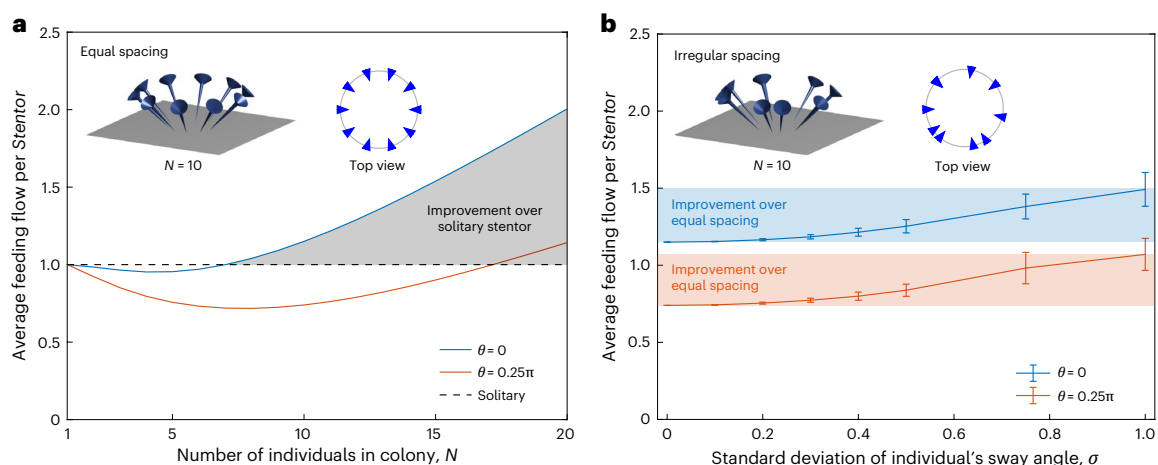 a
Equal spacing
N = 10
Top view
Improvement over
solitary stentor
θ = 0
θ = 0.25π
Solitary
2.5
2.0
1.5
1.0
0.5
0
1
5
10
15
20
Average feeding flow per Stentor
Number of individuals in colony, N
b
Irregular spacing
N = 10
Top view
Improvement over
equal spacing
Improvement over
equal spacing
θ = 0
θ = 0.25π
2.5
2.0
1.5
1.0
0.5
0
0
0.2
0.4
0.6
0.8
1.0
Average feeding flow per Stentor
Standard deviation of individual's sway angle, σ